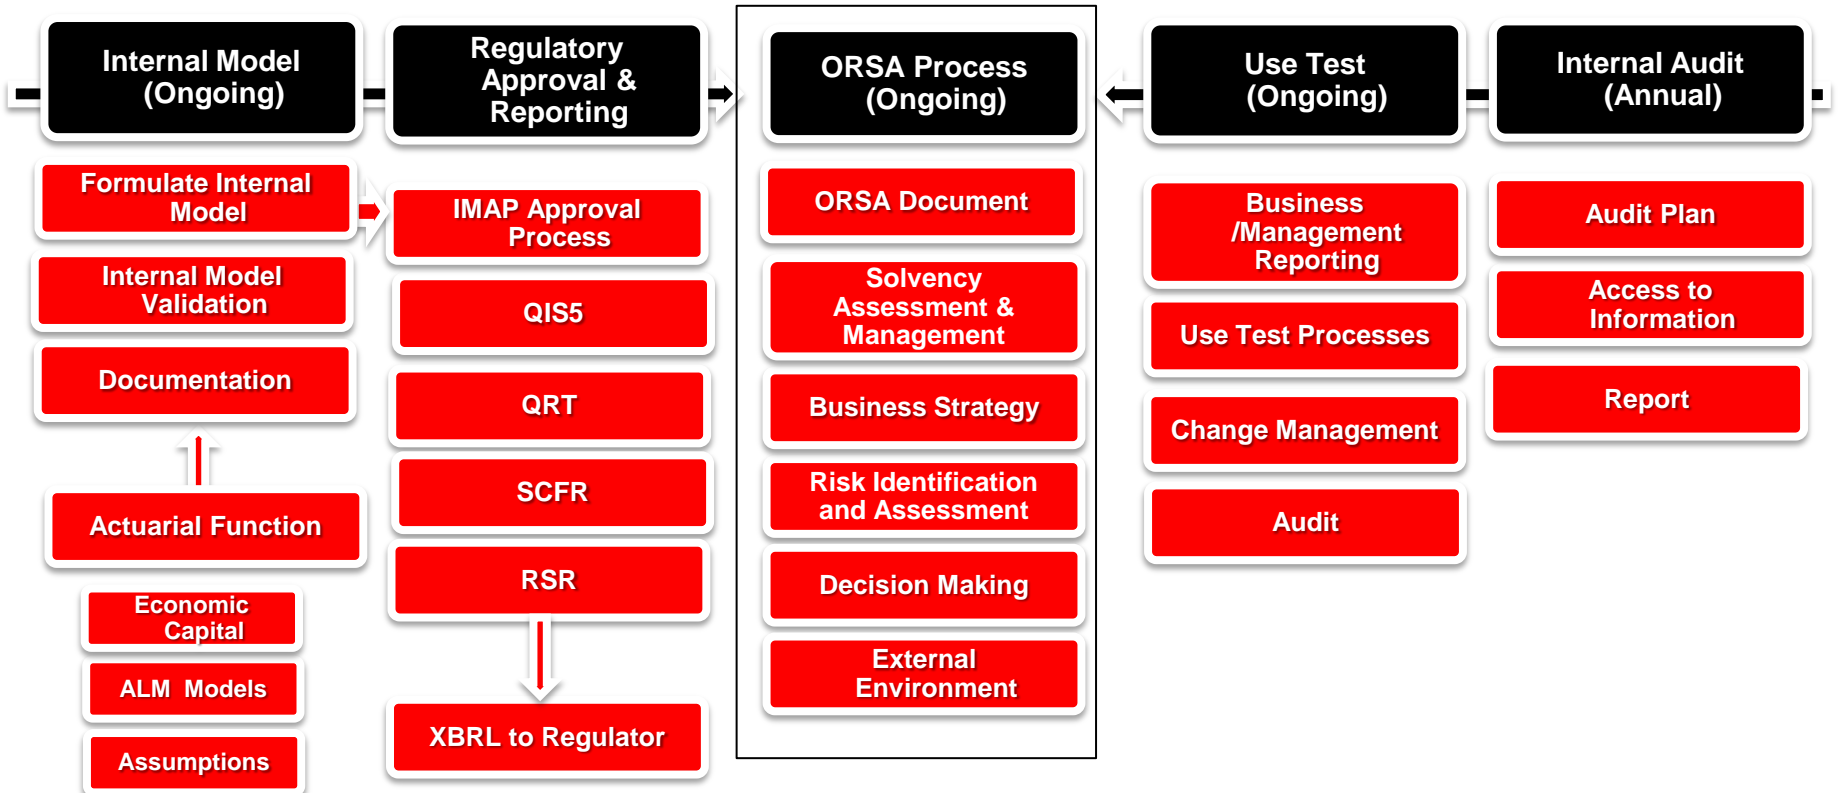 Internal Model
(Ongoing)
Formulate Internal
Model
Internal Model
Validation
Documentation
Actuarial Function
Economic
Capital
ALM Models
Assumptions
Regulatory
Approval &
Reporting
IMAP Approval
Process
QIS5
QRT
SCFR
RSR
XBRL to Regulator
ORSA Process
(Ongoing)
ORSA Document
Solvency
Assessment &
Management
Business Strategy
Risk Identification
and Assessment
Decision Making
External
Environment
Use Test
(Ongoing)
Business
/Management
Reporting
Use Test Processes
Change Management
Audit
Internal Audit
(Annual)
Audit Plan
Access to
Information
Report